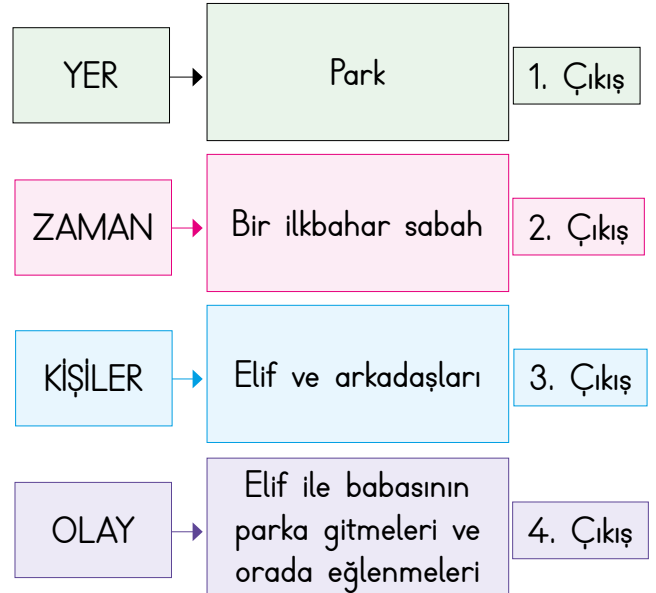 YER
Park
1. Çıkış
ZAMAN
Bir ilkbahar sabah
2. Çıkış
KİŞİLER
Elif ve arkadaşları
3. Çıkış
OLAY
Elif ile babasının
parka gitmeleri ve
orada eğlenmeleri
4. Çıkış